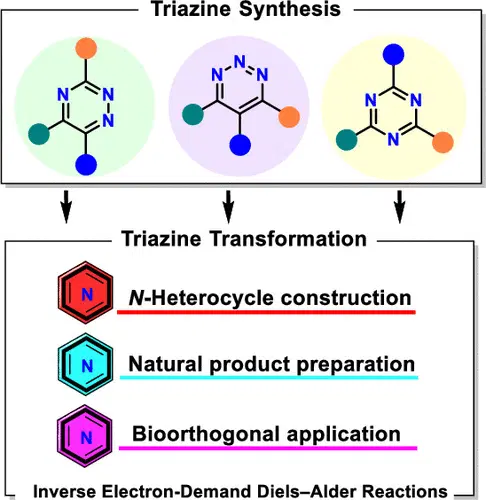 Triazine Synthesis
N N N
N N N
N N N
Triazine Transformation
N N-Heterocycle construction
N Natural product preparation
N Bioorthogonal application
Inverse Electron-Demand Diels–Alder Reactions